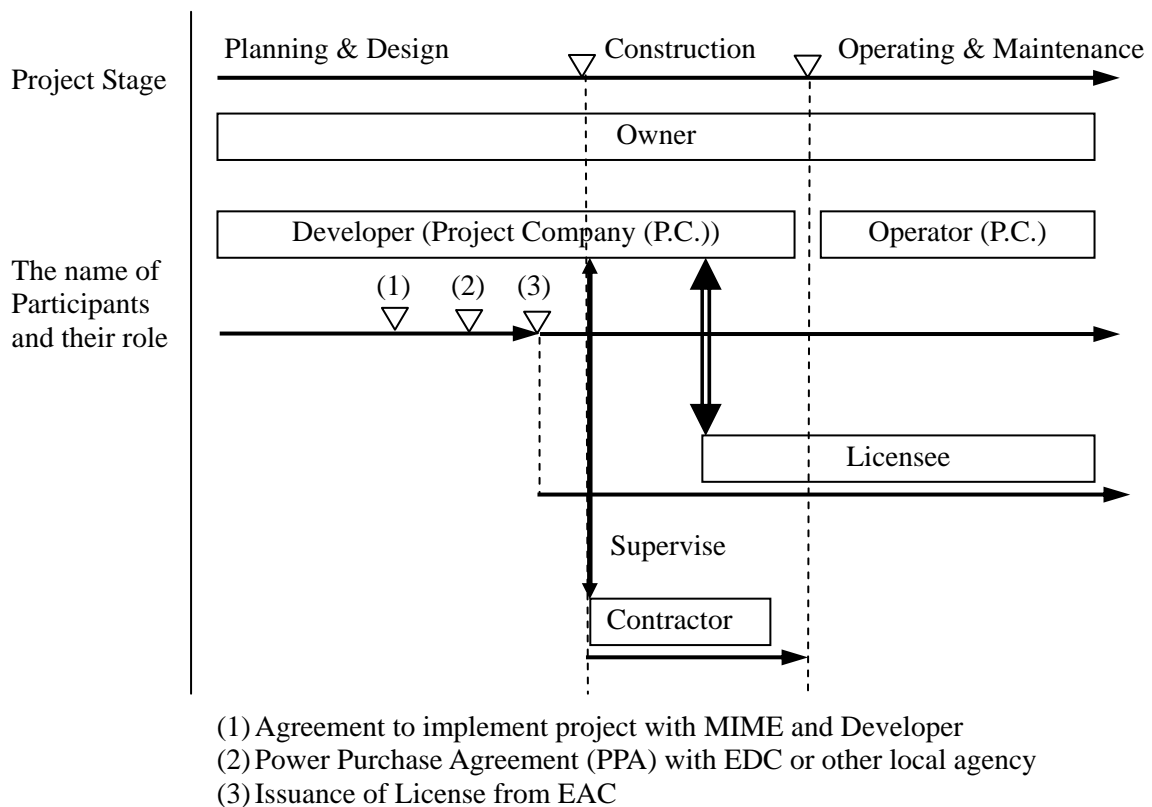 Planning & Design Construction Operating & Maintenance
Project Stage
Owner
Developer (Project Company (P.C.)) Operator (P.C.)
The name of
Participants
and their role
(1) (2) (3)
Licensee
Supervise
Contractor
(1) Agreement to implement project with MIME and Developer
(2) Power Purchase Agreement (PPA) with EDC or other local agency
(3) Issuance of License from EAC